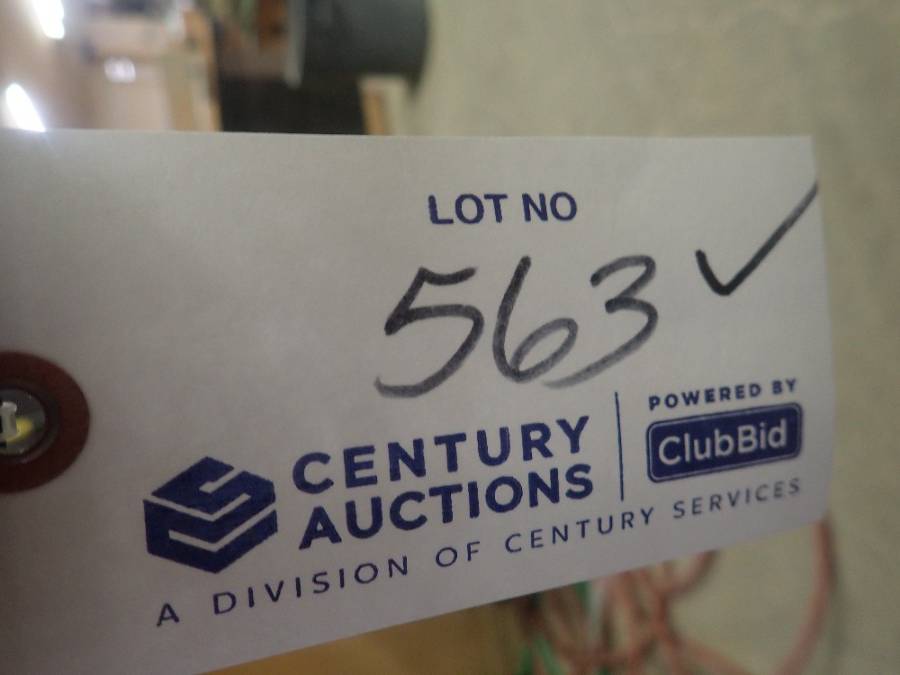 LOT NO
563 ✓
CENTURY
AUCTIONS
POWERED BY
ClubBid
A DIVISION OF CENTURY SERVICES